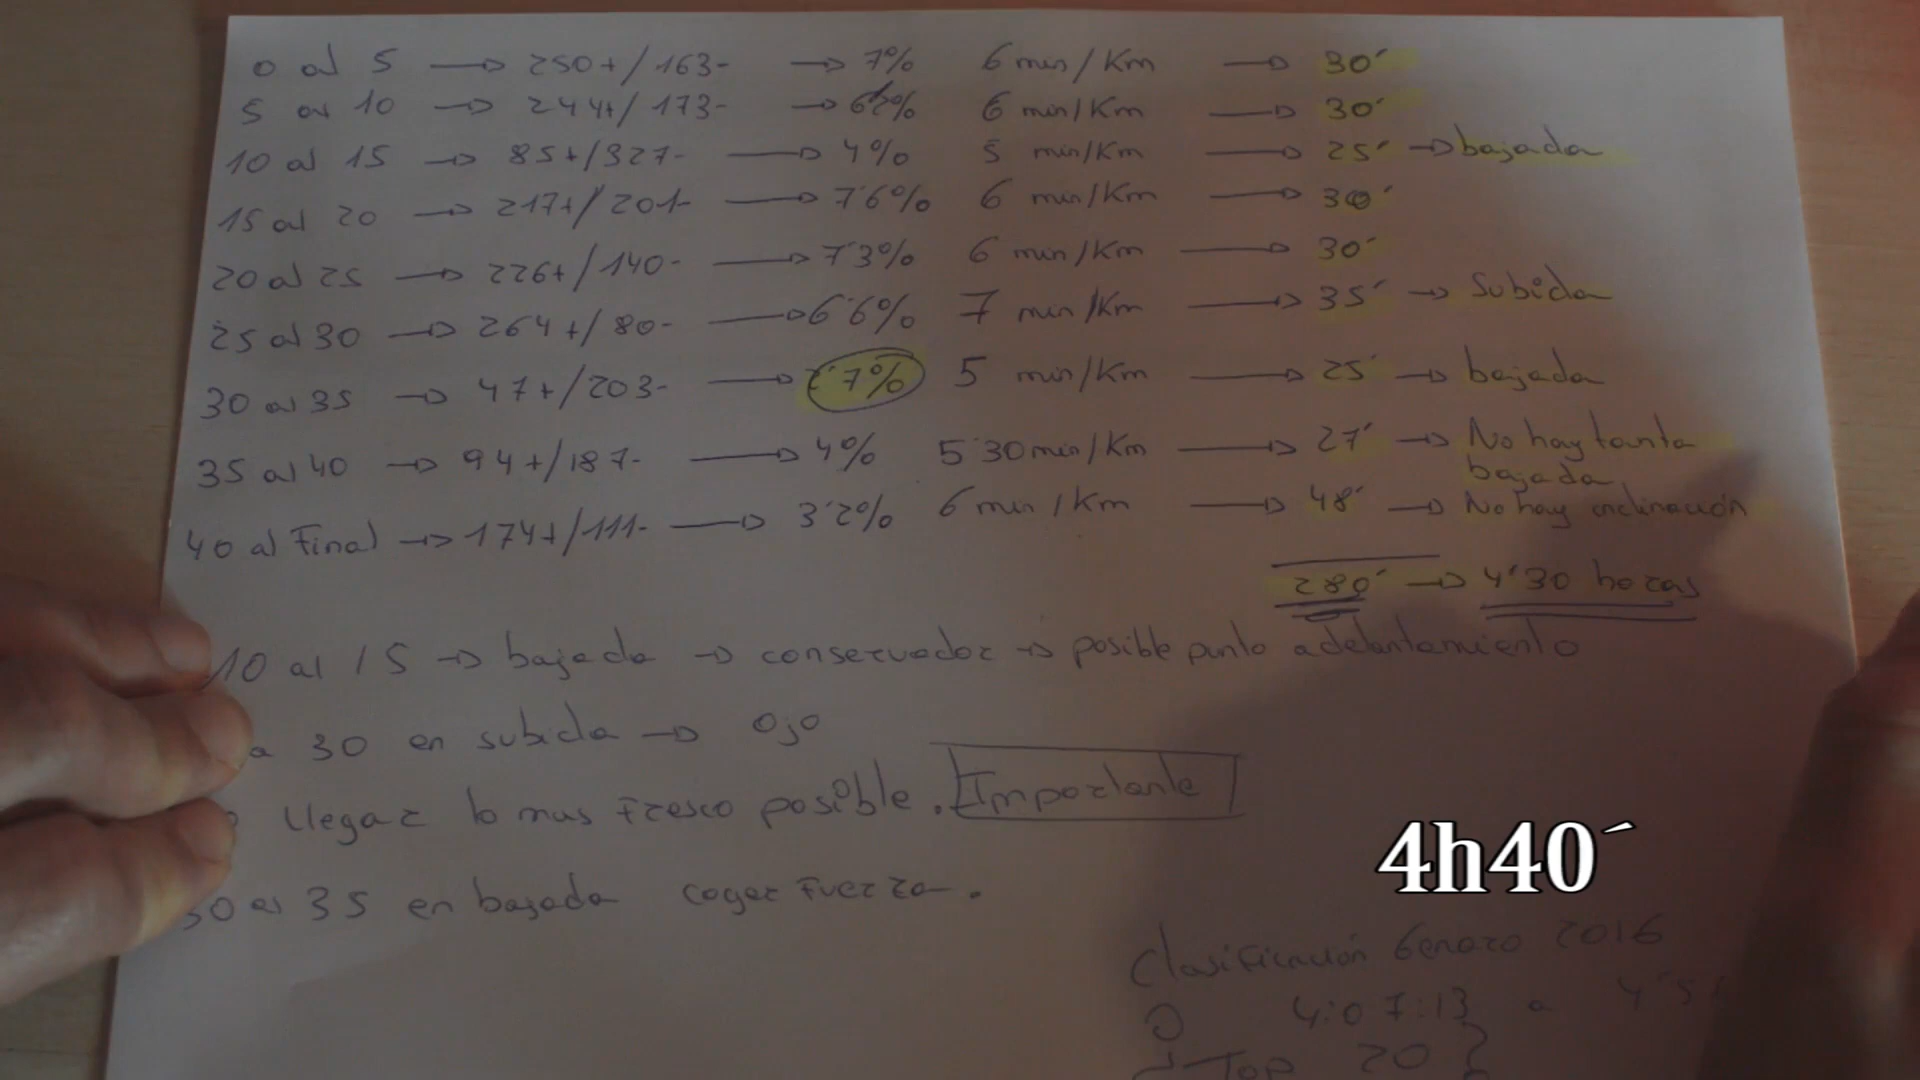 0 al 5 → 250+/163- → 7% 6 min/Km → 30´
5 al 10 → 244+/173- → 6'2% 6 min/Km → 30´
10 al 15 → 85+/327- → 4% 5 min/Km → 25´ → bajada
15 al 20 → 217+/201- → 7'6% 6 min/Km → 30´
20 al 25 → 226+/140- → 7'3% 6 min/Km → 30´
25 al 30 → 264+/80- → 6'6% 7 min/Km → 35´ → Subida
30 al 35 → 47+/203- → 2'7% 5 min/Km → 25´ → bajada
35 al 40 → 94+/187- → 4% 5'30 min/Km → 27´ → No hay tanta
bajada
40 al Final → 174+/111- → 3'2% 6 min/Km → 48´ → No hay inclinación
280´ → 4'30 horas
10 al 15 → bajada → conservador → posible punto adelantamiento
a 30 en subida → Ojo
llegar lo mas fresco posible. Importante
30 al 35 en bajada coger fuerza.
4h40´
Clasificación Genaro 2016
4:07:13 a
Top 20